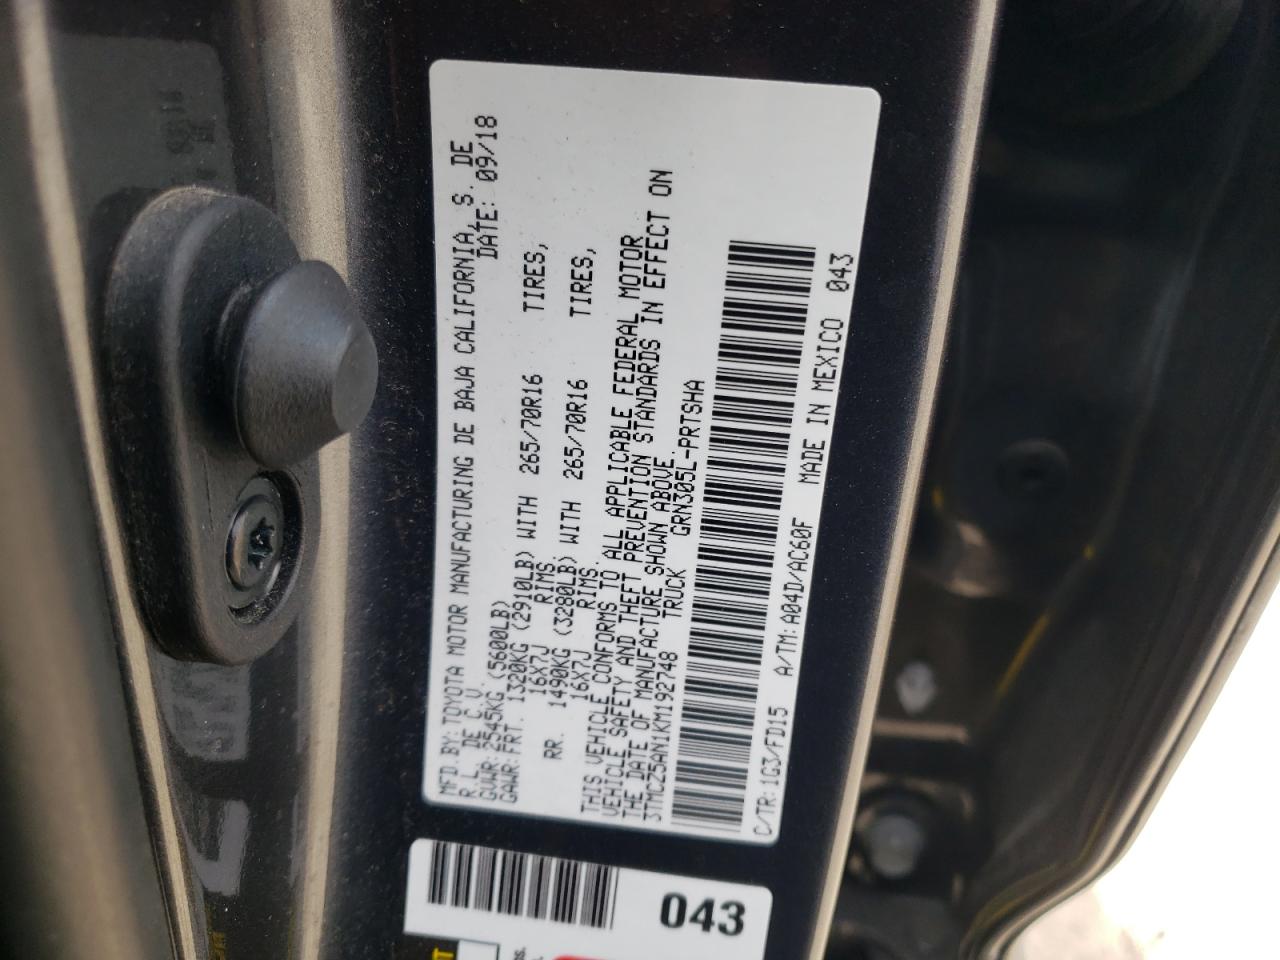 MFD.BY:TOYOTA MOTOR MANUFACTURING DE BAJA CALIFORNIA, S. DE
R.L. DE C.V. DATE: 09/18
GVWR:2545KG (5600LB)
GAWR:FRT. 1320KG (2910LB) WITH 265/70R16 TIRES,
16X7J RIMS.
RR. 1490KG (3280LB) WITH 265/70R16 TIRES,
16X7J RIMS.
THIS VEHICLE CONFORMS TO ALL APPLICABLE FEDERAL MOTOR
VEHICLE SAFETY AND THEFT PREVENTION STANDARDS IN EFFECT ON
THE DATE OF MANUFACTURE SHOWN ABOVE.
3TMCZ5AN1KM192748 TRUCK GRN305L-PRTSHA
C/TR:1G3/FD15 A/TM:A04D/AC60F MADE IN MEXICO 043
043